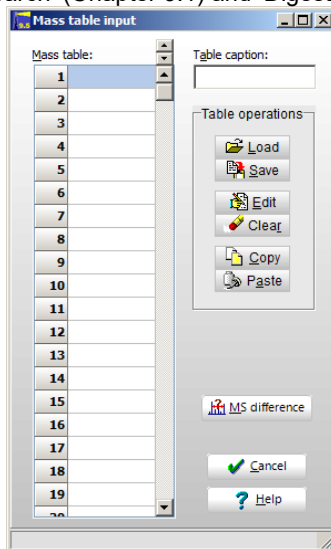 Mass table input
Mass table:
Table caption:
1
2
3
4
5
6
7
8
9
10
11
12
13
14
15
16
17
18
19
Table operations
Load
Save
Edit
Clear
Copy
Paste
MS difference
Cancel
Help